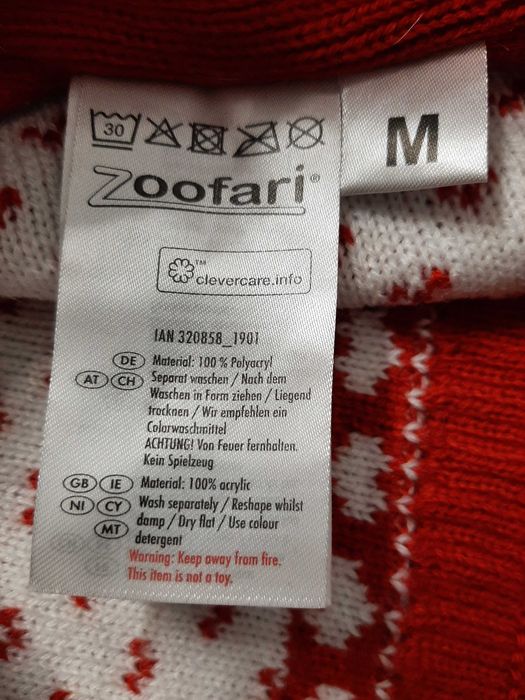 30
M
Zoofari®
™
clevercare.info
IAN 320858_1901
DE Material: 100 % Polyacryl
AT CH Separat waschen / Nach dem
Waschen in Form ziehen / Liegend
trocknen / Wir empfehlen ein
Colorwaschmittel
ACHTUNG! Von Feuer fernhalten.
Kein Spielzeug
GB IE Material: 100% acrylic
NI CY Wash separately / Reshape whilst
MT damp / Dry flat / Use colour
detergent
Warning: Keep away from fire.
This item is not a toy.